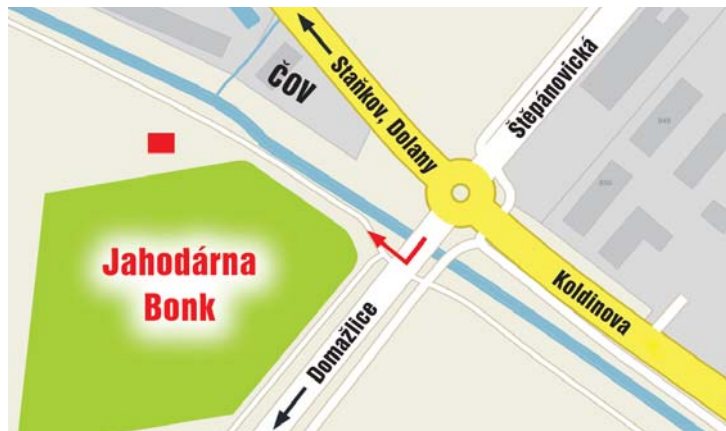 ČOV
Staňkov, Dolany
Štěpánovická
Jahodárna
Bonk
Domažlice
Koldinova